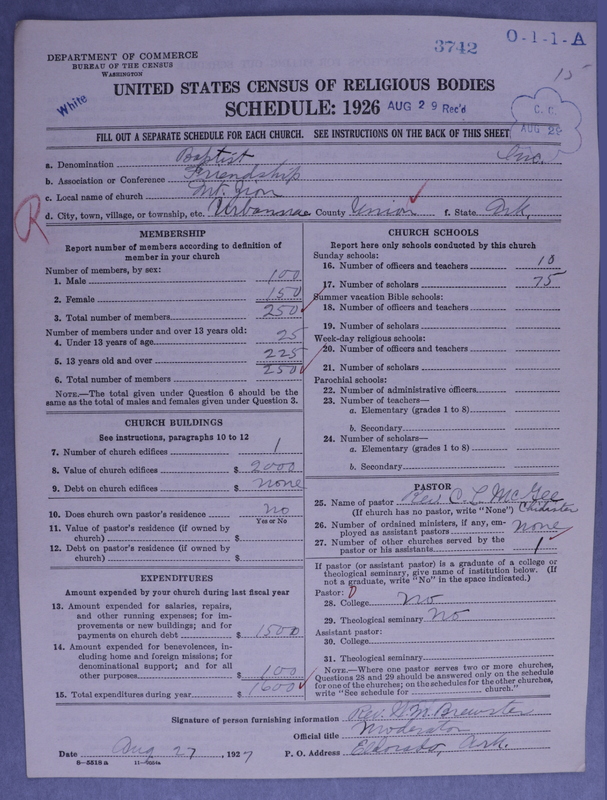 3742
O-1-1-A
15
DEPARTMENT OF COMMERCE
BUREAU OF THE CENSUS
WASHINGTON
White
UNITED STATES CENSUS OF RELIGIOUS BODIES
SCHEDULE: 1926 AUG 29 Rec'd
C. C.
AUG 29
FILL OUT A SEPARATE SCHEDULE FOR EACH CHURCH. SEE INSTRUCTIONS ON THE BACK OF THIS SHEET
a. Denomination Baptist
b. Association or Conference Friendship
c. Local name of church Mt. Zion
d. City, town, village, or township, etc. Urbannae County Union f. State Ark.
R
MEMBERSHIP
Report number of members according to definition of
member in your church
Number of members, by sex:
1. Male 100
2. Female 150
3. Total number of members 250
Number of members under and over 13 years old:
4. Under 13 years of age 25
5. 13 years old and over 225
6. Total number of members 250
NOTE.—The total given under Question 6 should be the
same as the total of males and females given under Question 3.
CHURCH BUILDINGS
See instructions, paragraphs 10 to 12
7. Number of church edifices 1
8. Value of church edifices $ 2000
9. Debt on church edifices $ none
10. Does church own pastor's residence no
Yes or No
11. Value of pastor's residence (if owned by
church) $
12. Debt on pastor's residence (if owned by
church) $
EXPENDITURES
Amount expended by your church during last fiscal year
13. Amount expended for salaries, repairs,
and other running expenses; for im-
provements or new buildings; and for
payments on church debt $ 1500
14. Amount expended for benevolences, in-
cluding home and foreign missions; for
denominational support; and for all
other purposes $ 100
15. Total expenditures during year $ 1600
CHURCH SCHOOLS
Report here only schools conducted by this church
Sunday schools:
16. Number of officers and teachers 10
17. Number of scholars 75
Summer vacation Bible schools:
18. Number of officers and teachers
19. Number of scholars
Week-day religious schools:
20. Number of officers and teachers
21. Number of scholars
Parochial schools:
22. Number of administrative officers
23. Number of teachers—
a. Elementary (grades 1 to 8)
b. Secondary
24. Number of scholars—
a. Elementary (grades 1 to 8)
b. Secondary
PASTOR
25. Name of pastor Rev. C. L. McGee
(If church has no pastor, write "None") Chidister
26. Number of ordained ministers, if any, em-
ployed as assistant pastors none
27. Number of other churches served by the
pastor or his assistants 1
If pastor (or assistant pastor) is a graduate of a college or
theological seminary, give name of institution below. (If
not a graduate, write "No" in the space indicated.)
Pastor:
28. College No
29. Theological seminary No
Assistant pastor:
30. College
31. Theological seminary
NOTE.—Where one pastor serves two or more churches,
Questions 28 and 29 should be answered only on the schedule
for one of the churches; on the schedules for the other churches,
write "See schedule for church."
Signature of person furnishing information Rev. G. M. Brewster
Official title Moderator
Date Aug 27, 1927 P. O. Address Eldorado, Ark.
8—5518a